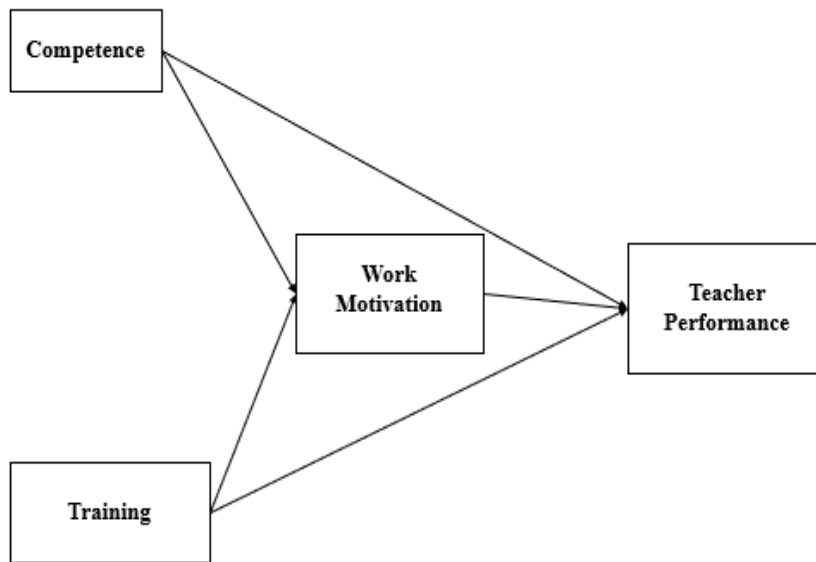 Competence
Work
Motivation
Teacher
Performance
Training